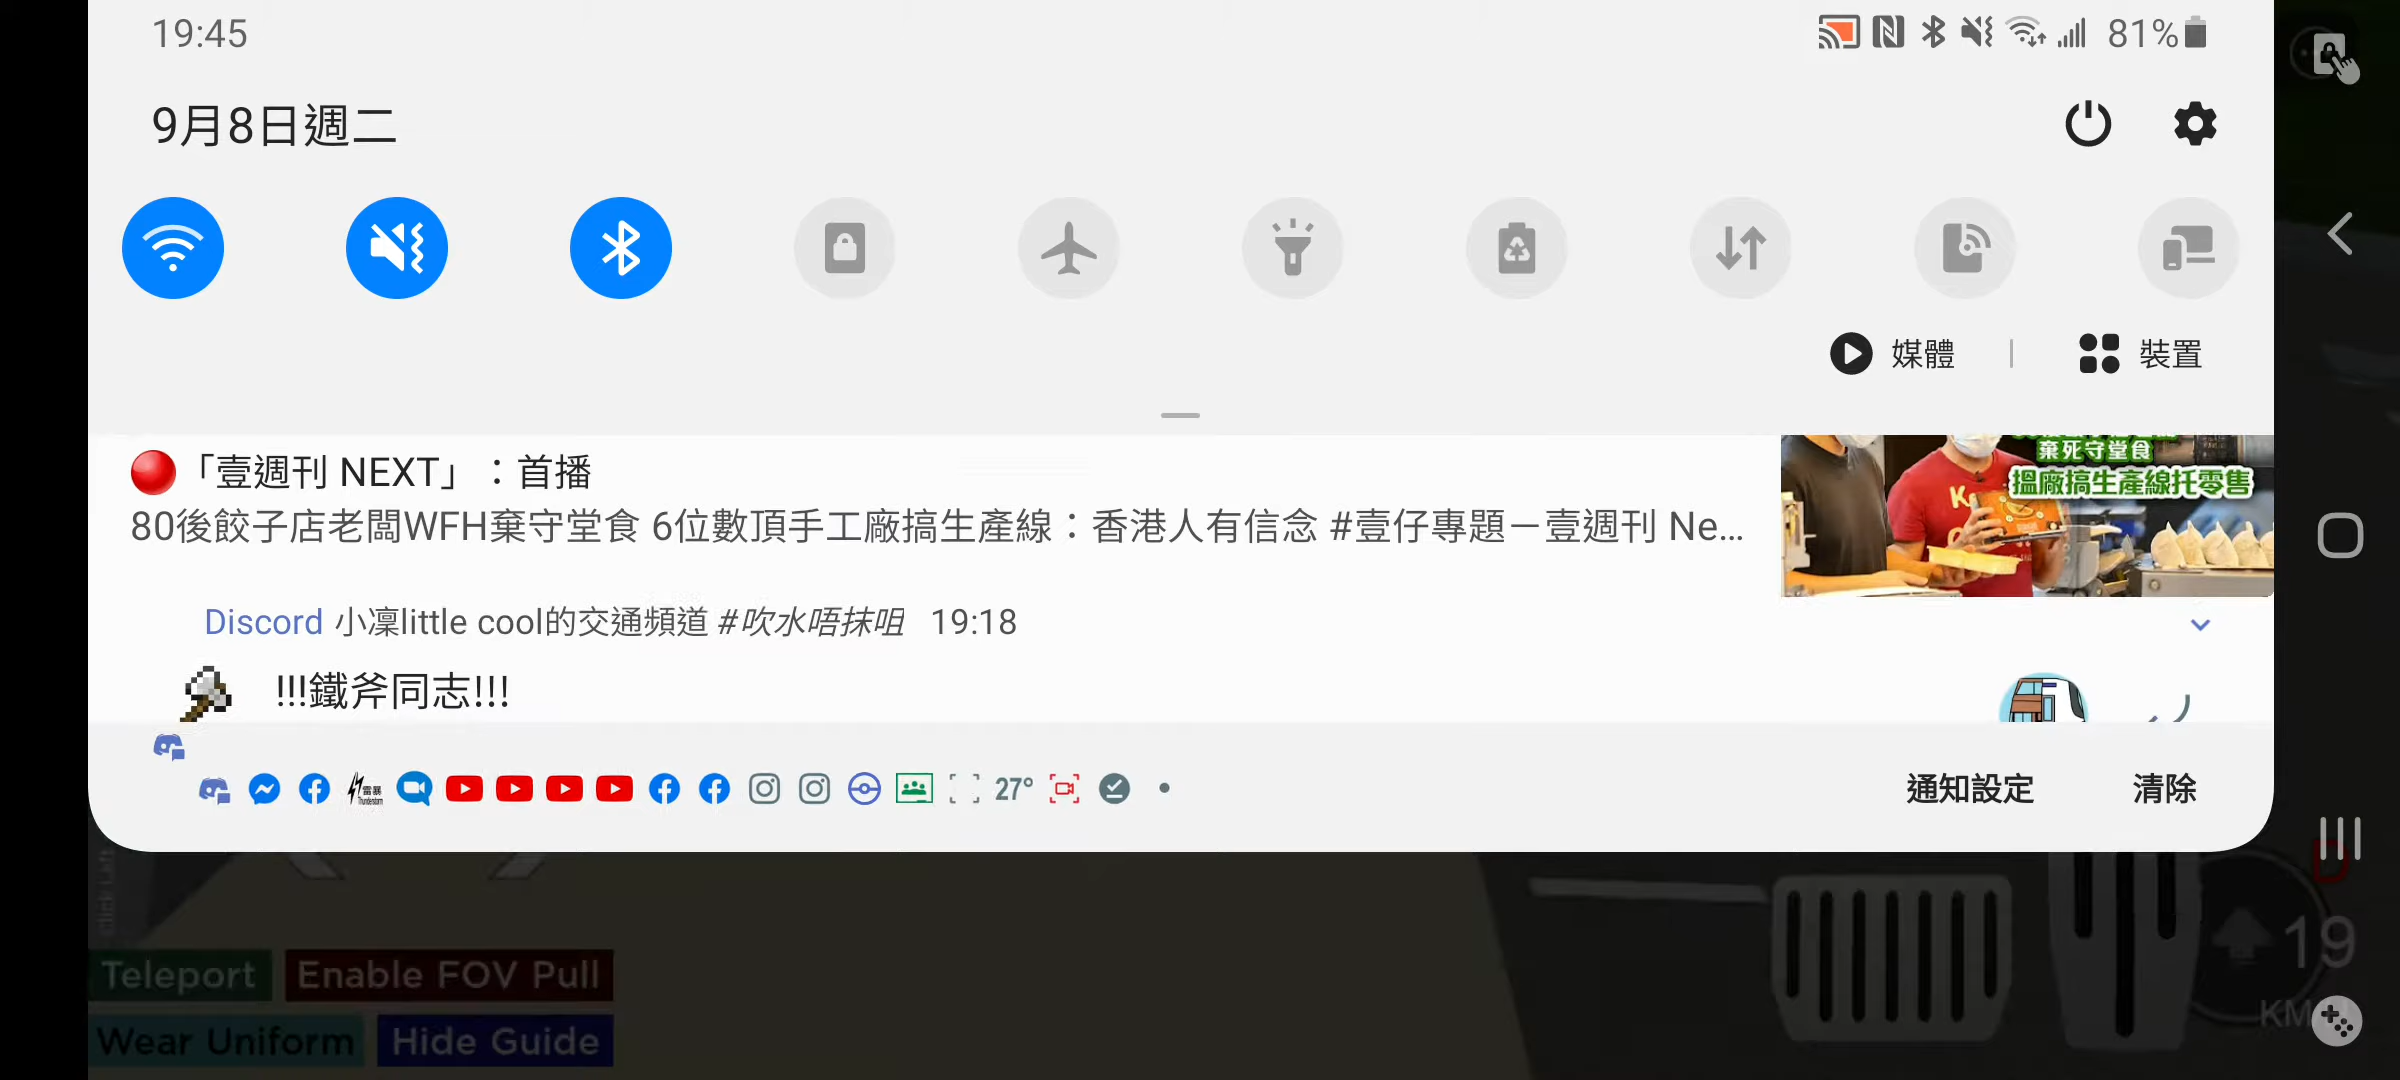 19:45
81%
9月8日週二
媒體
裝置
「壹週刊 NEXT」：首播
80後餃子店老闆WFH棄守堂食 6位數頂手工廠搞生產線：香港人有信念 #壹仔專題－壹週刊 Ne...
棄死守堂食
搵廠搞生產線托零售
Discord 小凜little cool的交通頻道 #吹水唔抹咀 19:18
!!!鐵斧同志!!!
雷暴
Thunderstorm
27°
通知設定
清除
D
19
KM
Teleport
Enable FOV Pull
Wear Uniform
Hide Guide